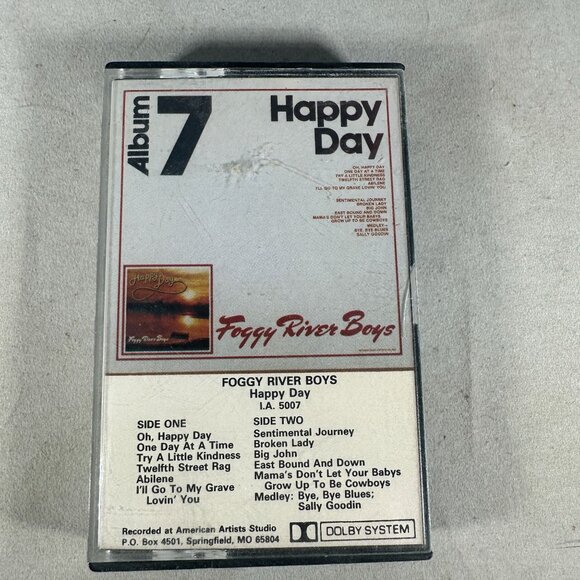 Album
7
Happy
Day
OH, HAPPY DAY
ONE DAY AT A TIME
TRY A LITTLE KINDNESS
TWELFTH STREET RAG
ABILENE
I'LL GO TO MY GRAVE LOVIN' YOU
SENTIMENTAL JOURNEY
BROKEN LADY
BIG JOHN
EAST BOUND AND DOWN
MAMA'S DON'T LET YOUR BABYS
GROW UP TO BE COWBOYS
MEDLEY—
BYE, BYE BLUES
SALLY GOODIN
Happy Day
Foggy River Boys
Foggy River Boys
FOGGY RIVER BOYS
Happy Day
I.A. 5007
SIDE ONE
Oh, Happy Day
One Day At A Time
Try A Little Kindness
Twelfth Street Rag
Abilene
I'll Go To My Grave
Lovin' You
SIDE TWO
Sentimental Journey
Broken Lady
Big John
East Bound And Down
Mama's Don't Let Your Babys
Grow Up To Be Cowboys
Medley: Bye, Bye Blues;
Sally Goodin
Recorded at American Artists Studio
P.O. Box 4501, Springfield, MO 65804
DOLBY SYSTEM